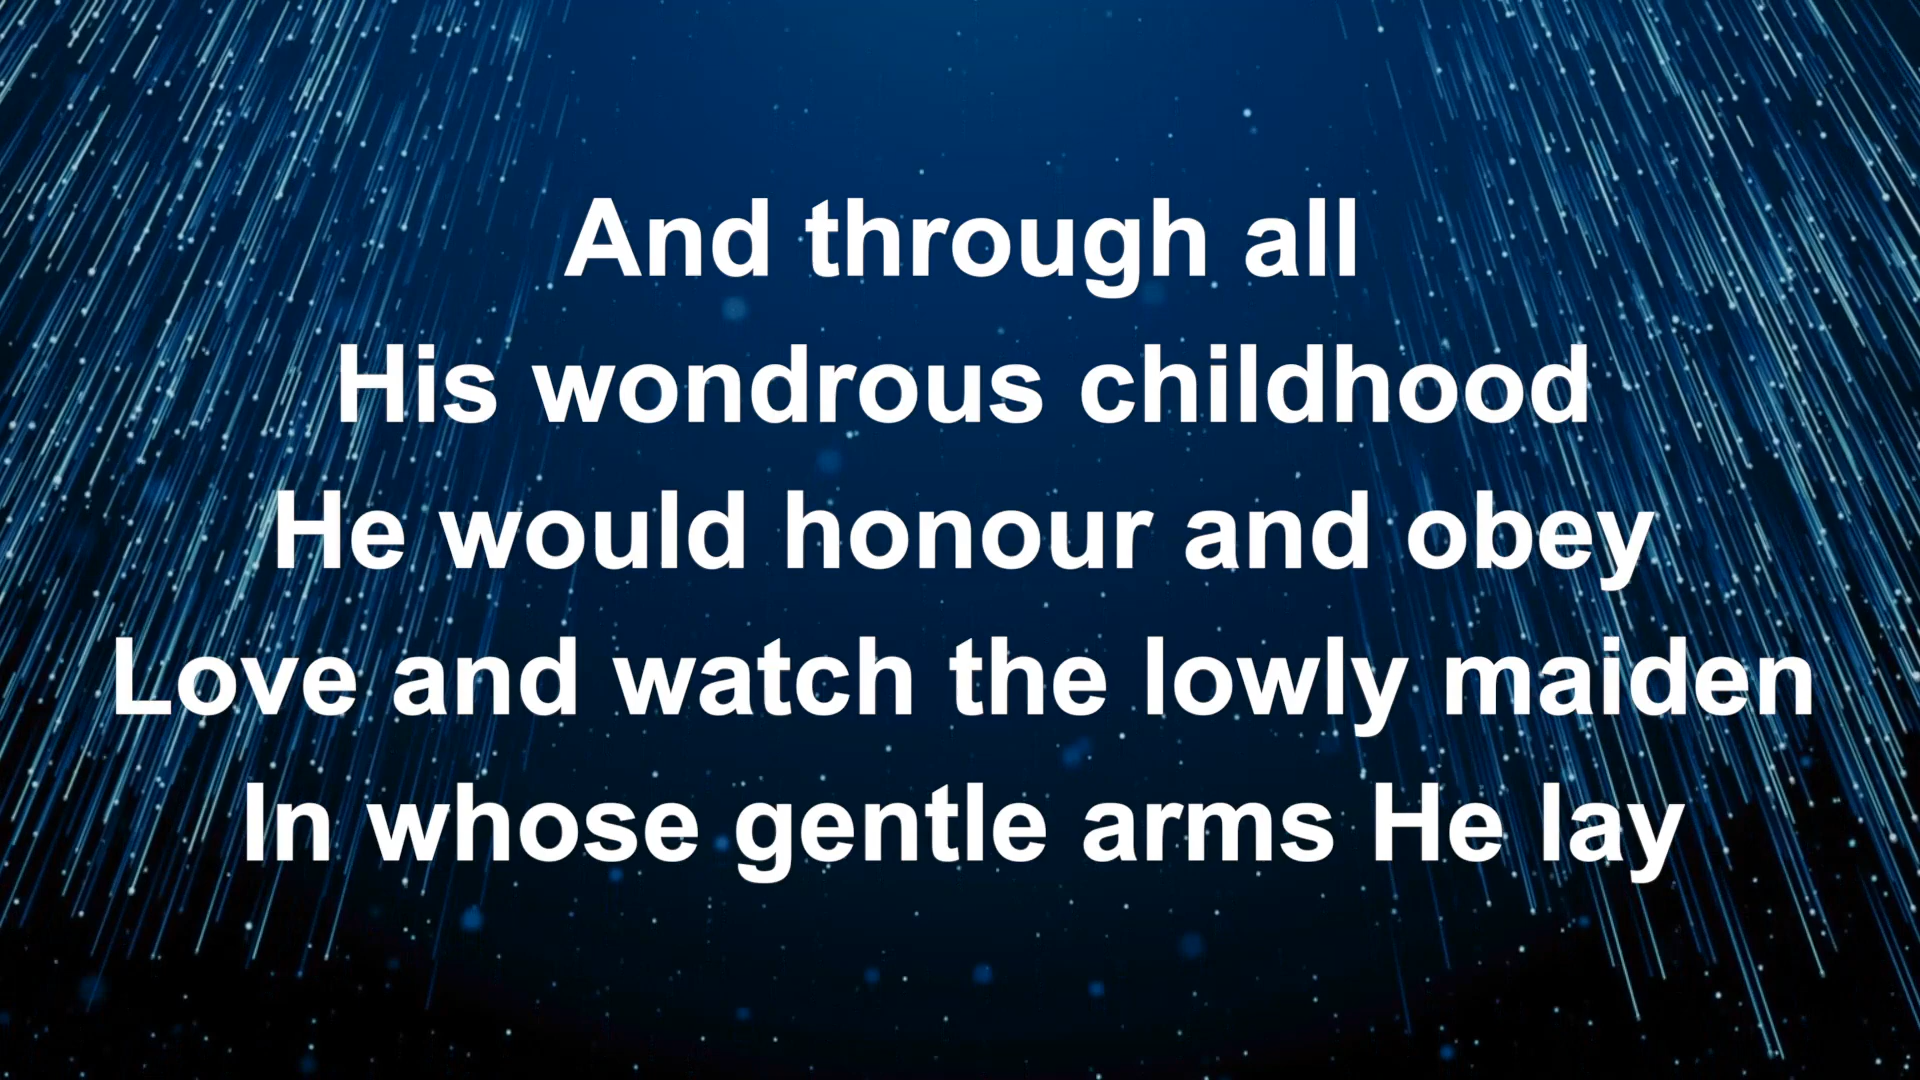 And through all
His wondrous childhood
He would honour and obey
Love and watch the lowly maiden
In whose gentle arms He lay